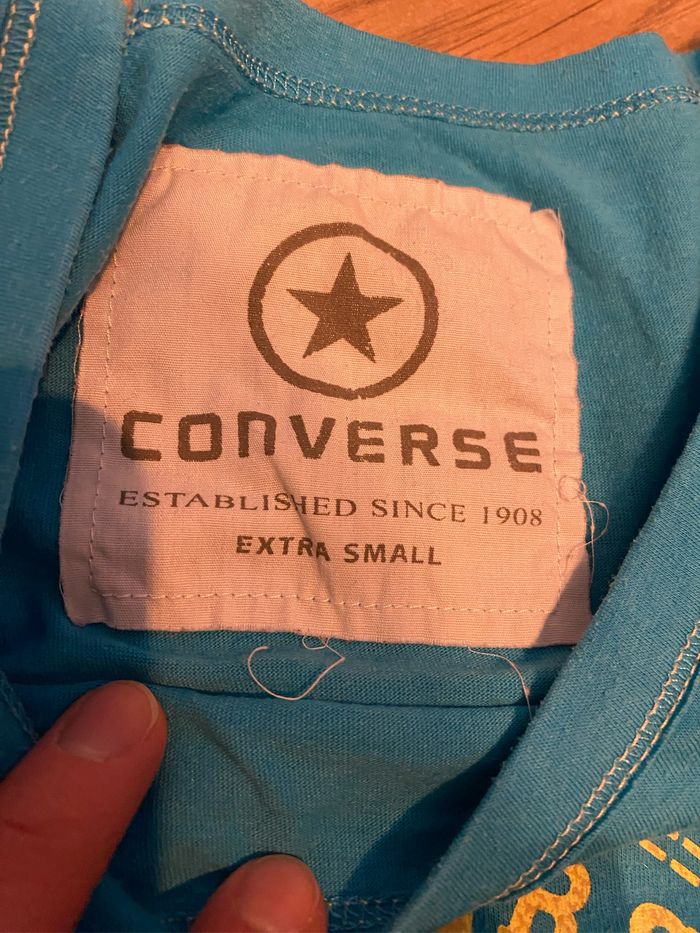 CONVERSE
ESTABLISHED SINCE 1908
EXTRA SMALL